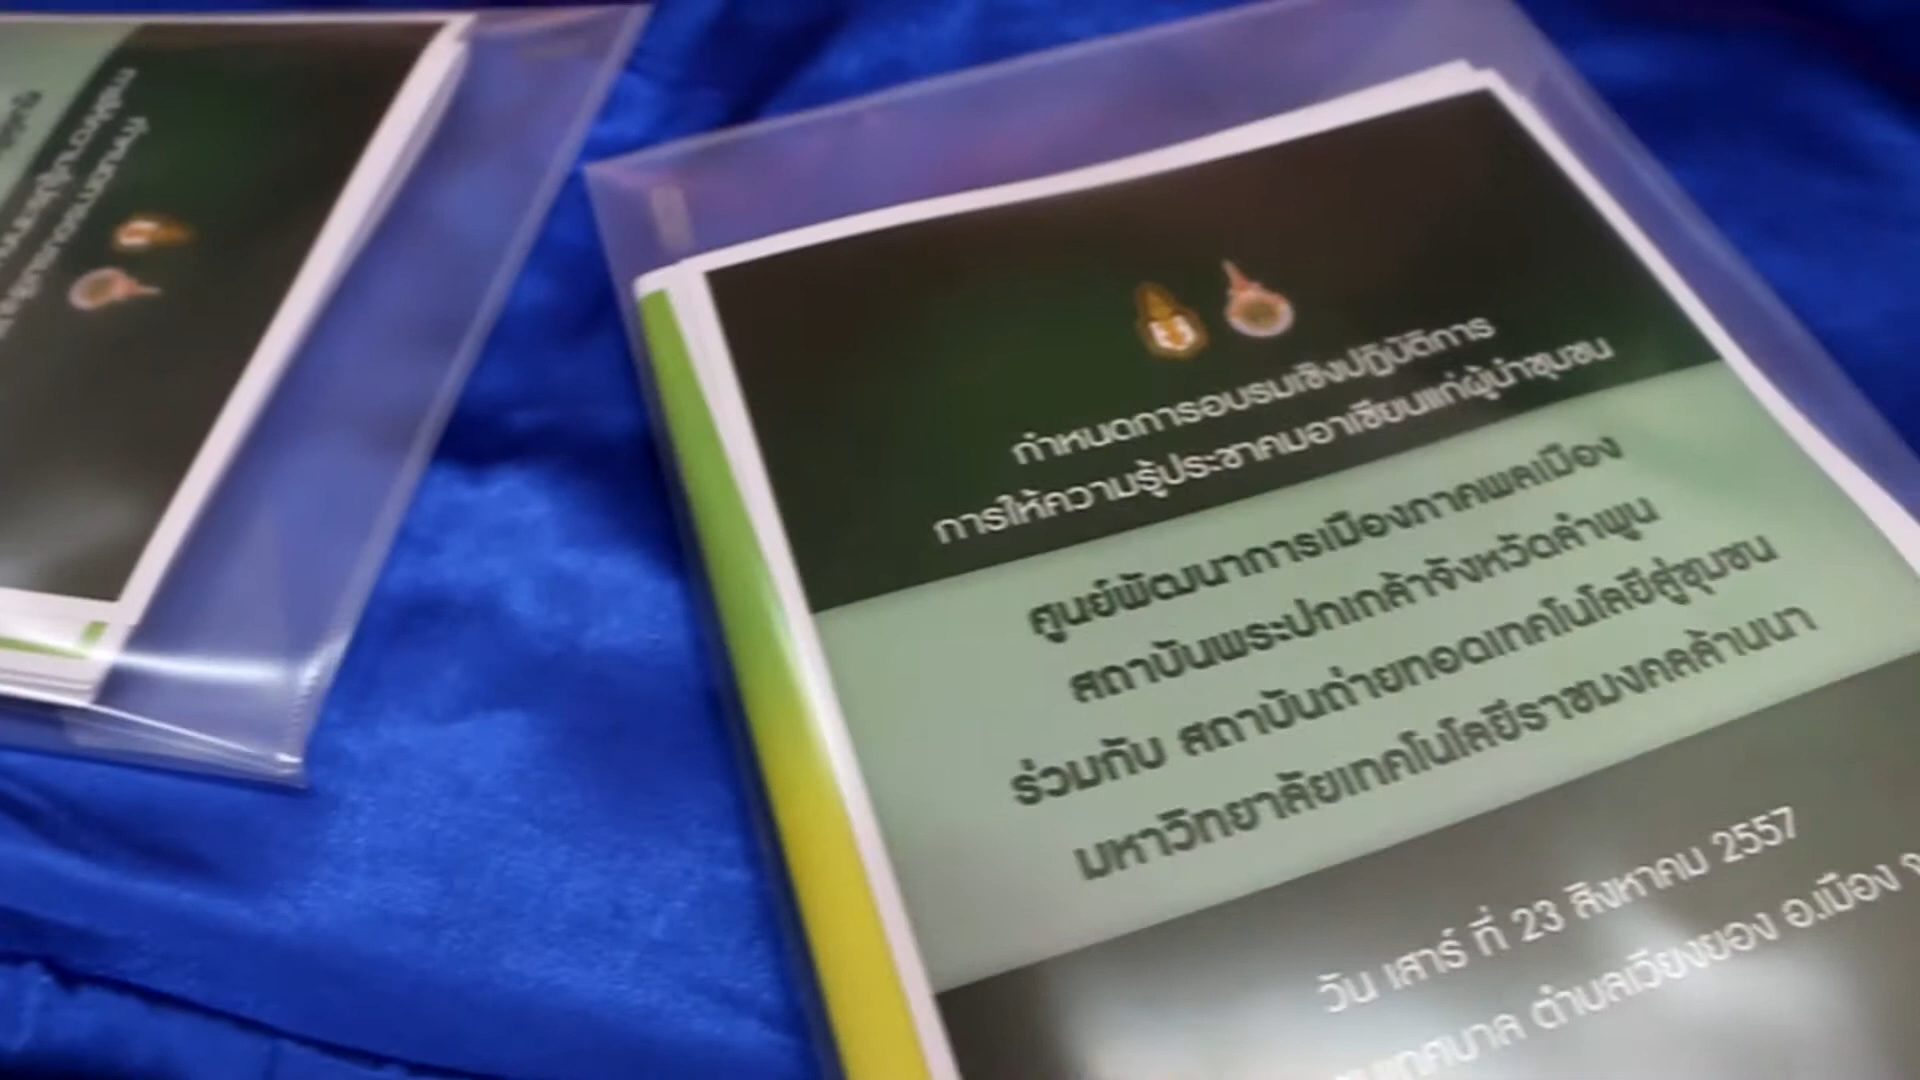 กำหนดการอบรมเชิงปฏิบัติการ
การให้ความรู้ประชาคมอาเซียนแก่ผู้นำชุมชน
ศูนย์พัฒนาการเมืองภาคพลเมือง
สถาบันพระปกเกล้าจังหวัดลำพูน
ร่วมกับ สถาบันถ่ายทอดเทคโนโลยีสู่ชุมชน
มหาวิทยาลัยเทคโนโลยีราชมงคลล้านนา
วัน เสาร์ ที่ 23 สิงหาคม 2557
ตำบลเวียงยอง อ.เมือง